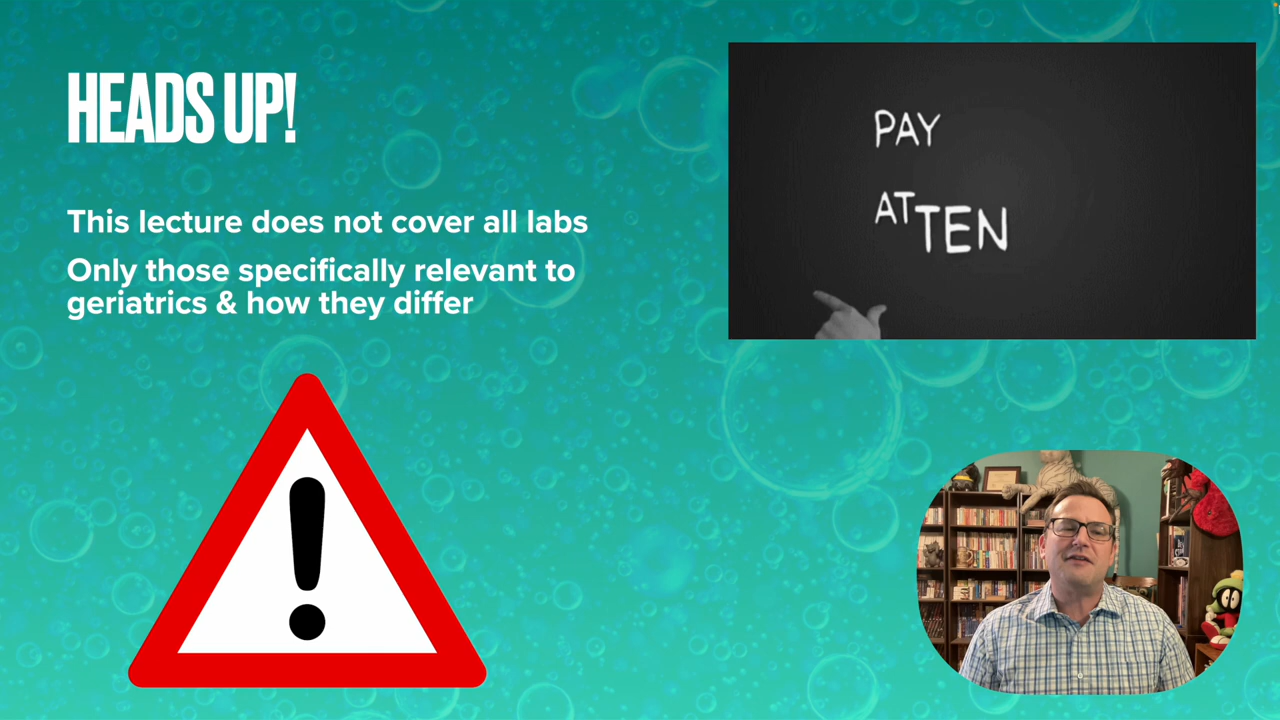 HEADS UP!
This lecture does not cover all labs
Only those specifically relevant to
geriatrics & how they differ
PAY
ATTEN